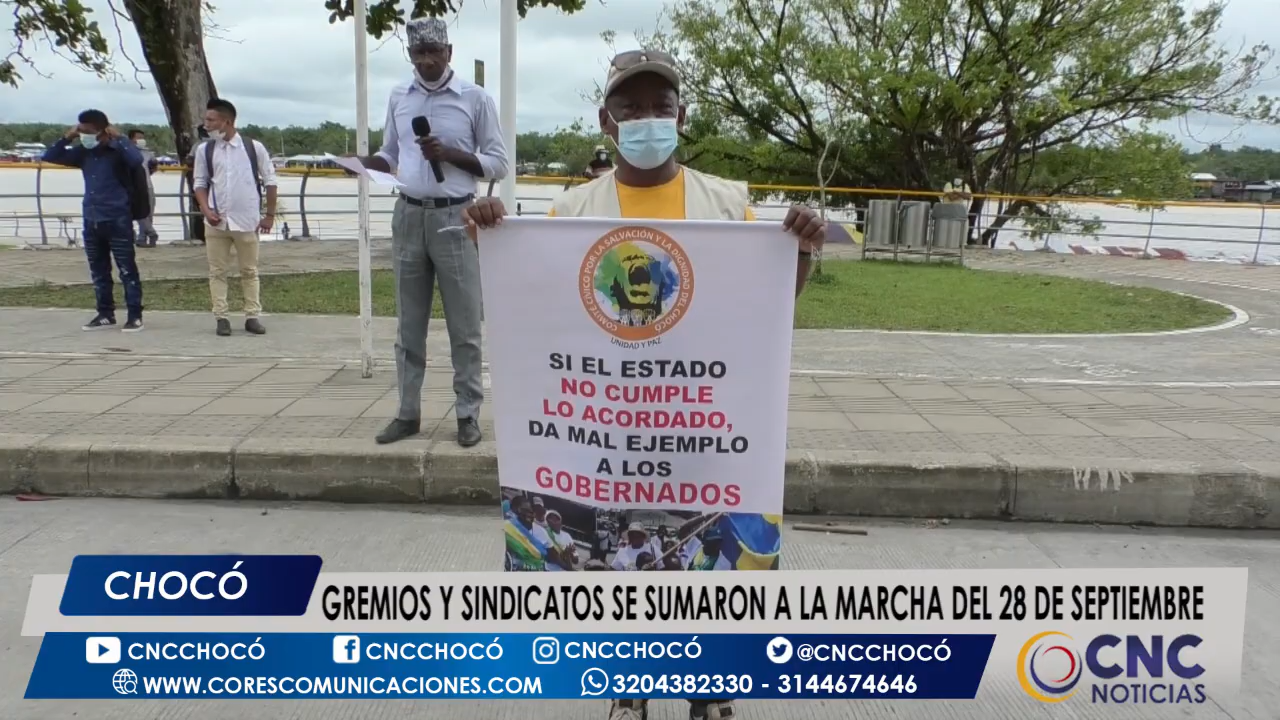 COMITÉ CÍVICO POR LA SALVACIÓN Y LA DIGNIDAD DEL CHOCÓ
UNIDAD Y PAZ
SI EL ESTADO
NO CUMPLE
LO ACORDADO,
DA MAL EJEMPLO
A LOS
GOBERNADOS
CHOCÓ
GREMIOS Y SINDICATOS SE SUMARON A LA MARCHA DEL 28 DE SEPTIEMBRE
CNCCHOCÓ CNCCHOCÓ CNCCHOCÓ @CNCCHOCÓ
WWW.CORESCOMUNICACIONES.COM 3204382330 - 3144674646
CNC
NOTICIAS